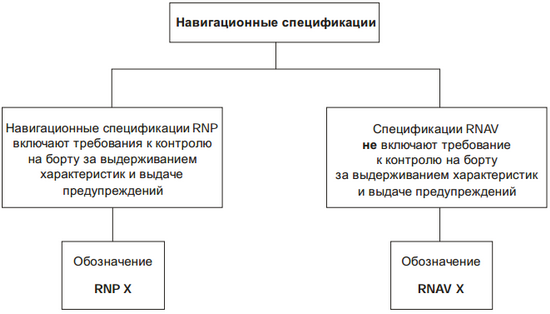 Навигационные спецификации
Навигационные спецификации RNP
включают требования к контролю
на борту за выдерживанием
характеристик и выдаче
предупреждений
Спецификации RNAV
не включают требование
к контролю на борту
за выдерживанием характеристик
и выдаче предупреждений
Обозначение
RNP X
Обозначение
RNAV X